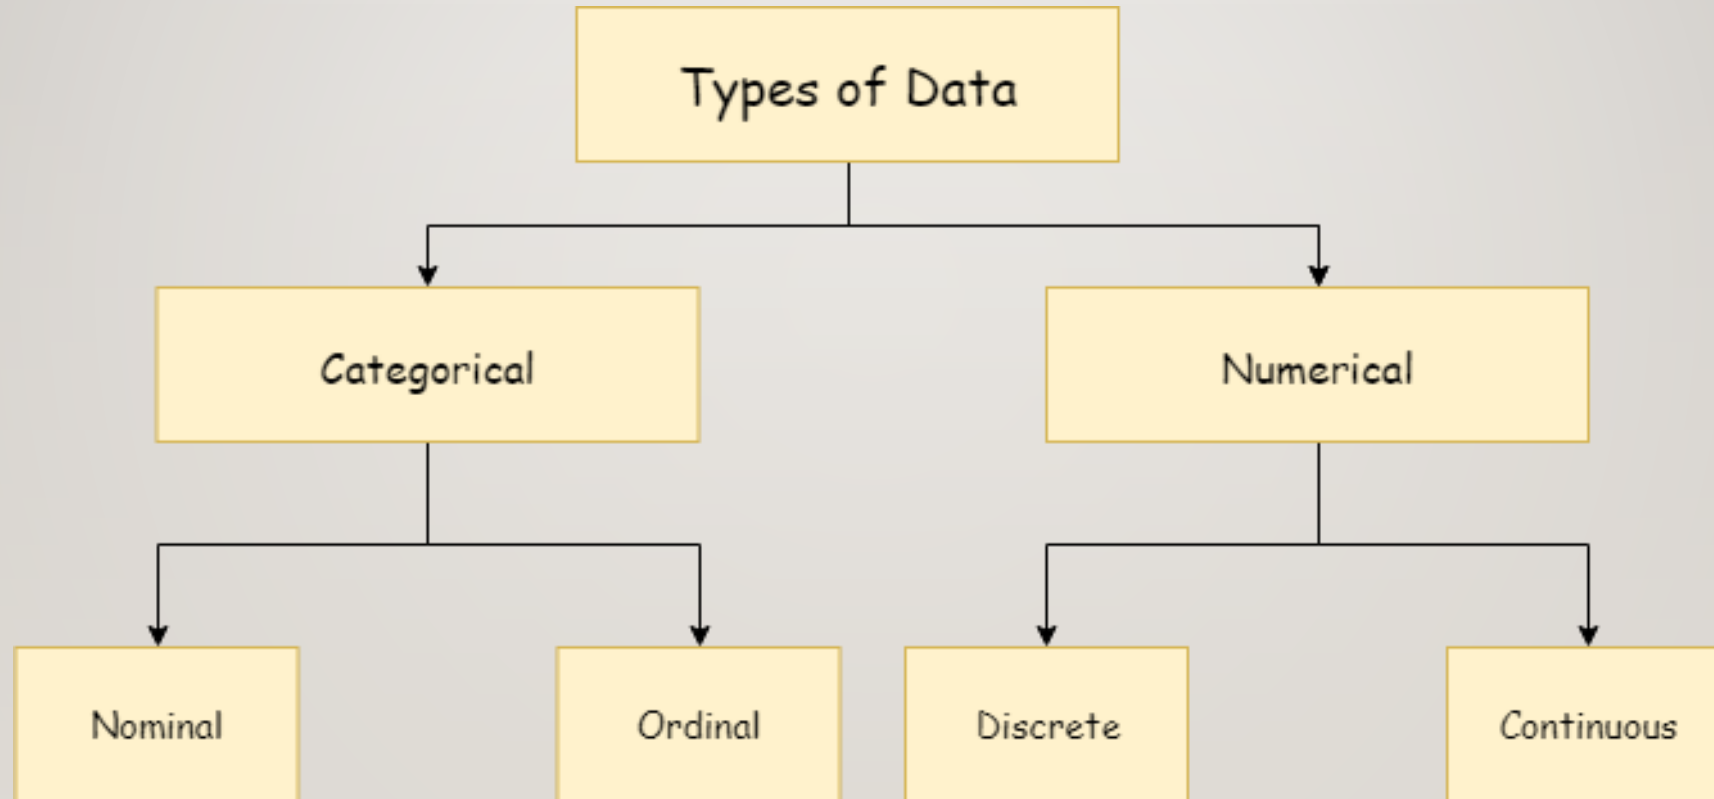 Types of Data
Categorical
Numerical
Nominal
Ordinal
Discrete
Continuous